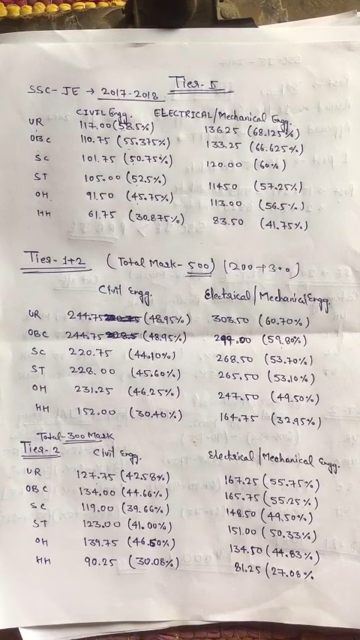 Tier-I
SSC-JE → 2017-2018
CIVIL Engg. ELECTRICAL/Mechanical Engg.
UR 117.00 (58.5%) 136.25 (68.125%)
OBC 110.75 (55.375%) 133.25 (66.625%)
SC 101.75 (50.75%) 120.00 (60%)
ST 105.00 (52.5%) 114.50 (57.25%)
OH 91.50 (45.75%) 113.00 (56.5%)
HH 61.75 (30.875%) 83.50 (41.75%)
Tier-1+2 (Total Mark-500) (200+300)
Civil Engg. Electrical/Mechanical Engg.
UR 244.75 (48.95%) 303.50 (60.70%)
OBC 244.75 (48.95%) 299.00 (59.80%)
SC 220.75 (44.10%) 268.50 (53.70%)
ST 228.00 (45.60%) 265.50 (53.10%)
OH 231.25 (46.25%) 247.50 (49.50%)
HH 152.00 (30.40%) 164.75 (32.95%)
Total-300 Mark
Tier-2 Civil Engg. Electrical/Mechanical Engg.
UR 127.75 (42.58%) 167.25 (55.75%)
OBC 134.00 (44.66%) 165.75 (55.25%)
SC 119.00 (39.66%) 148.50 (49.50%)
ST 123.00 (41.00%) 151.00 (50.33%)
OH 139.75 (46.50%) 134.50 (44.83%)
HH 90.25 (30.08%) 81.25 (27.08%